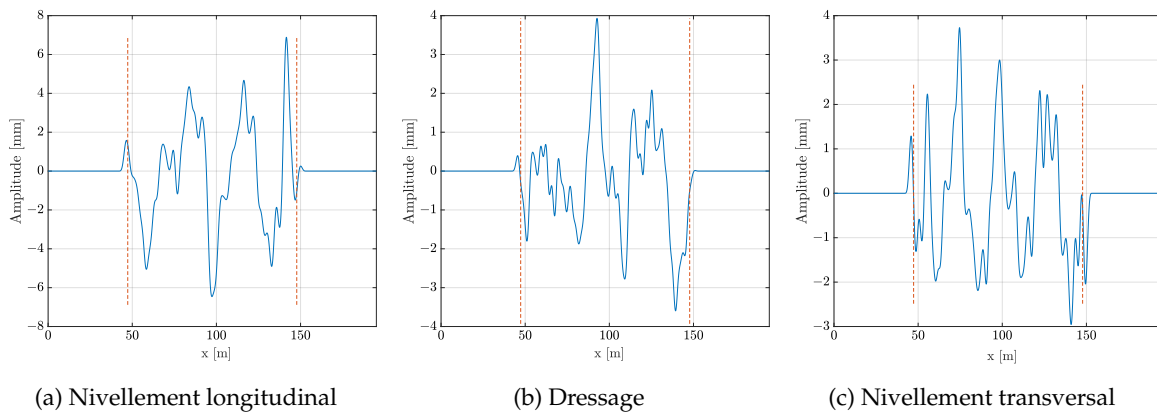 8
6
4
2
0
−2
−4
−6
−8
Amplitude [mm]
0 50 100 150
x [m]
(a) Nivellement longitudinal
4
3
2
1
0
−1
−2
−3
−4
Amplitude [mm]
0 50 100 150
x [m]
(b) Dressage
4
3
2
1
0
−1
−2
−3
Amplitude [mm]
0 50 100 150
x [m]
(c) Nivellement transversal